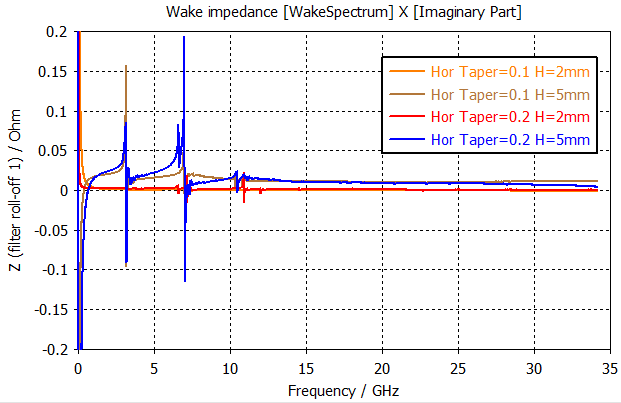 Wake impedance [WakeSpectrum] X [Imaginary Part]
Z (filter roll-off 1) / Ohm
0.2
0.15
0.1
0.05
0
-0.05
-0.1
-0.15
-0.2
Hor Taper=0.1 H=2mm
Hor Taper=0.1 H=5mm
Hor Taper=0.2 H=2mm
Hor Taper=0.2 H=5mm
0 5 10 15 20 25 30 35
Frequency / GHz